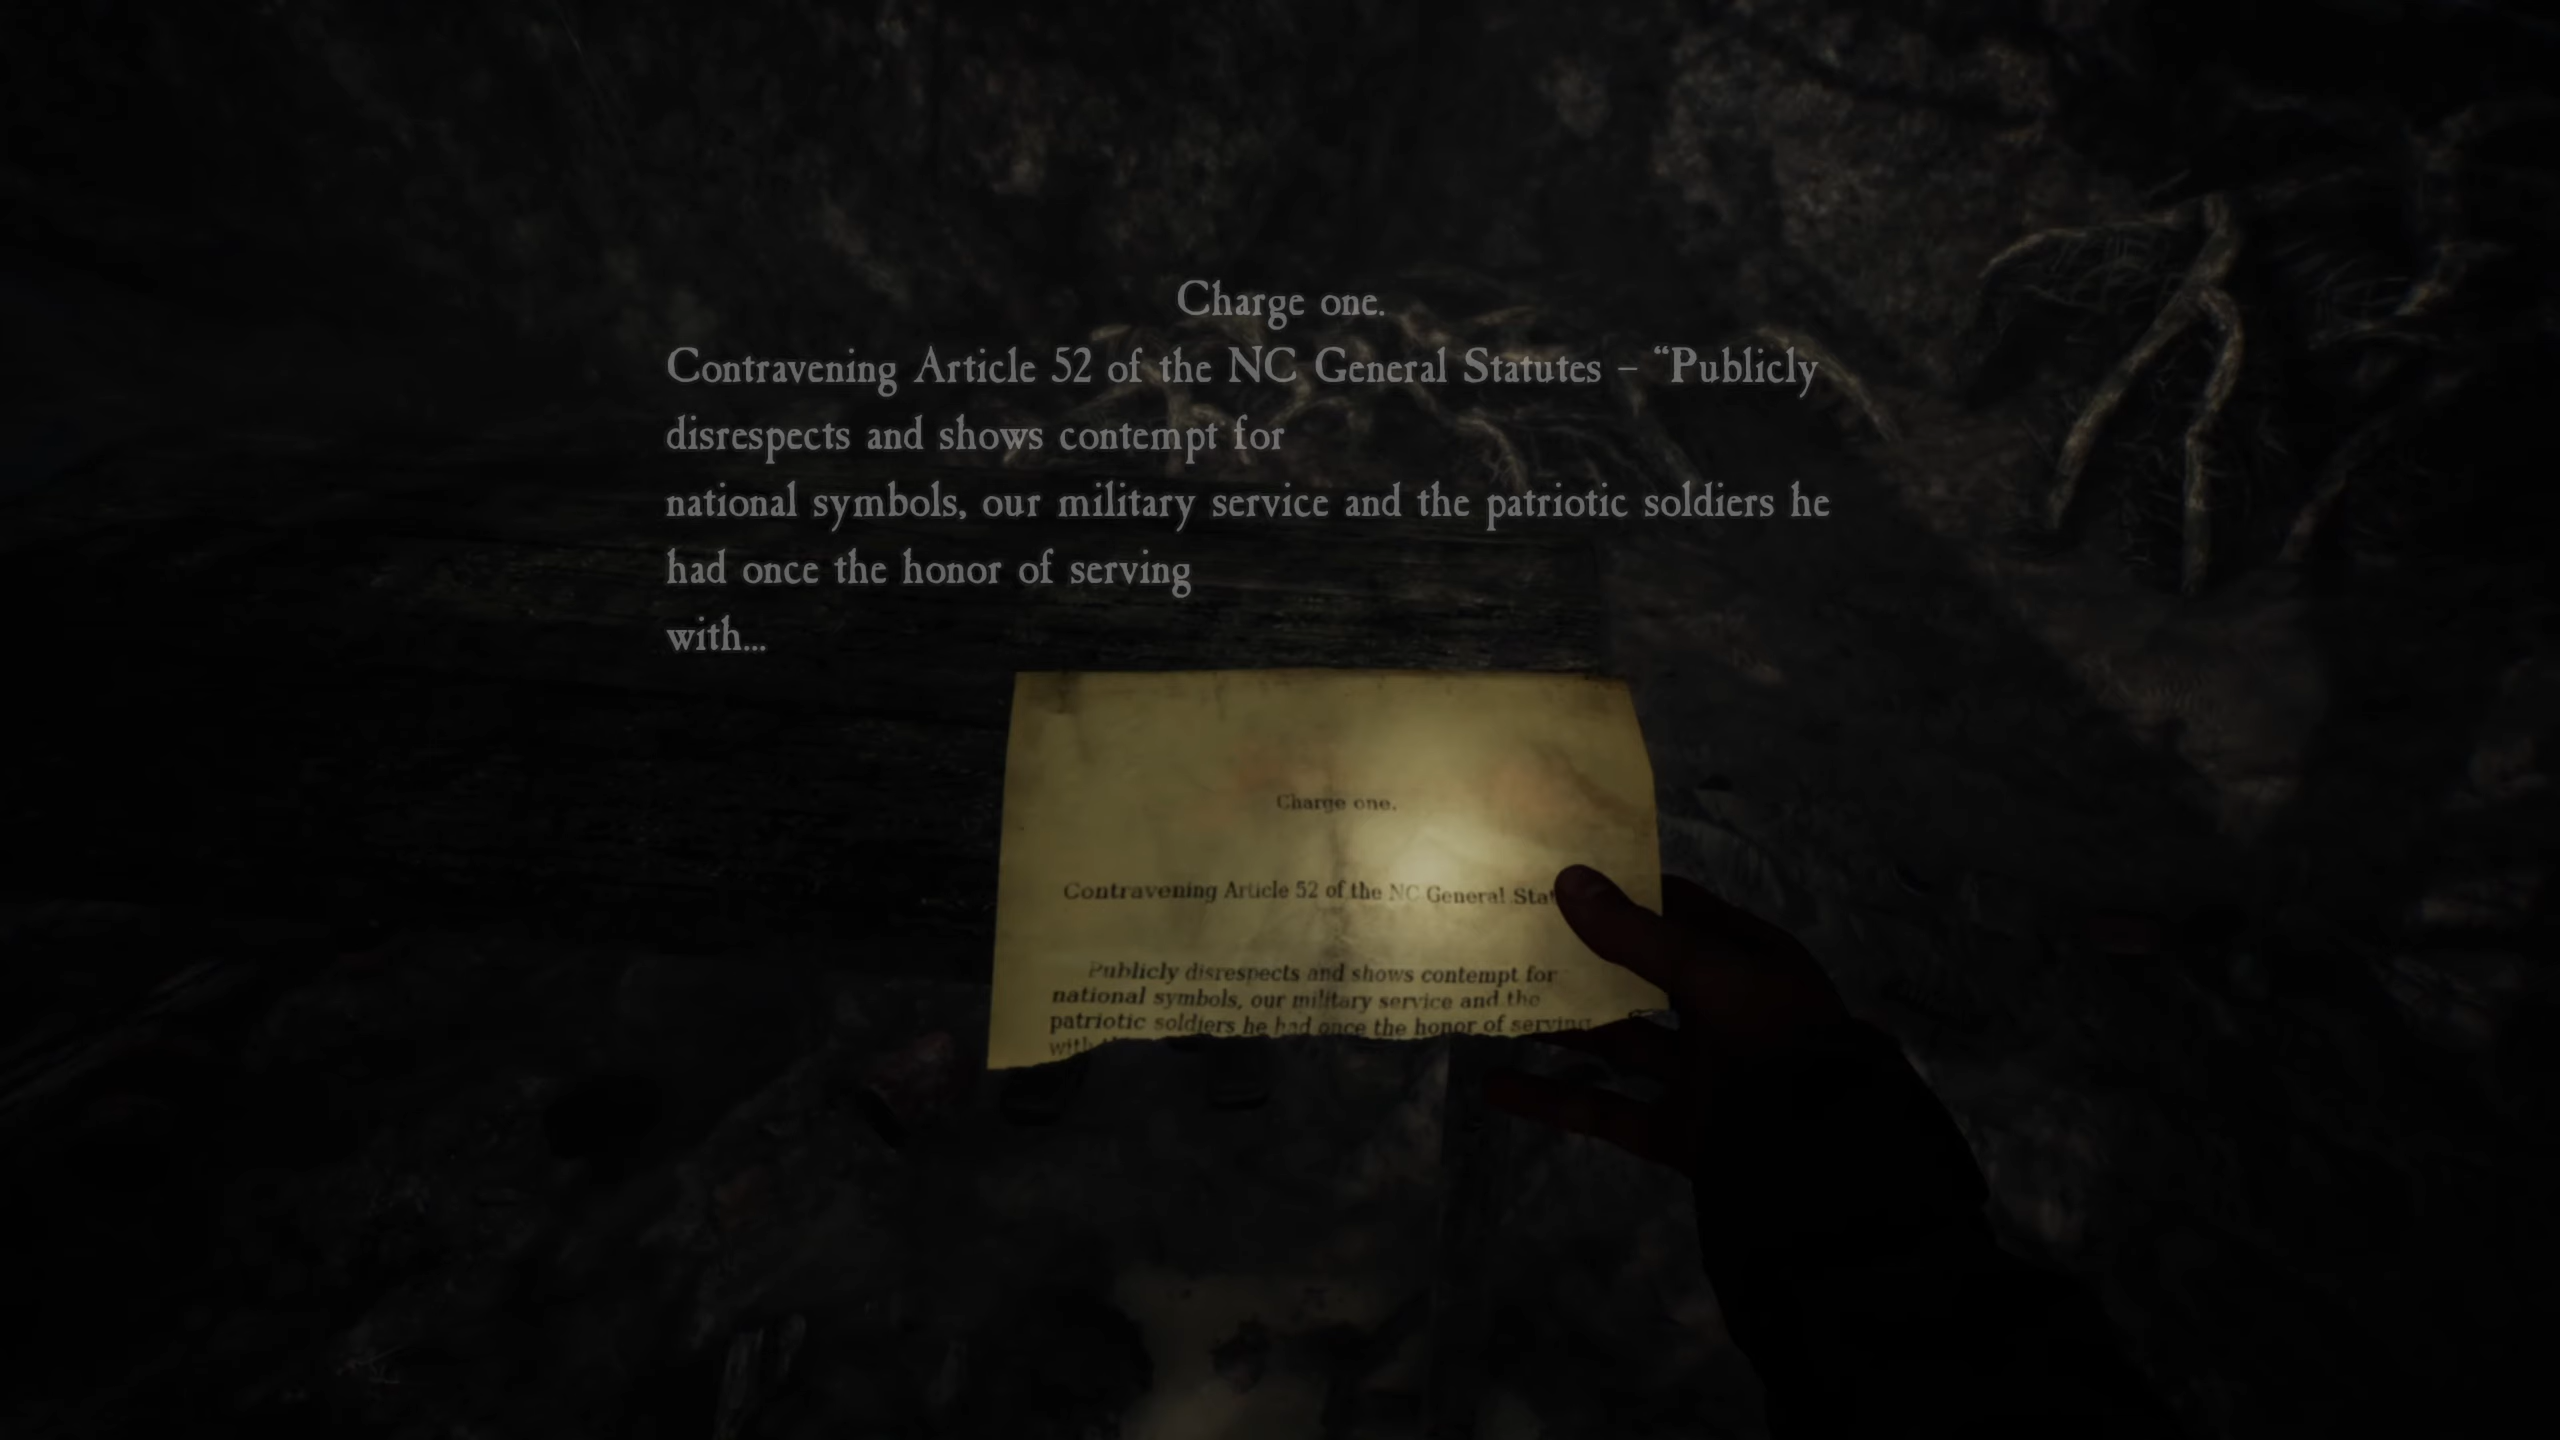 Charge one.
Contravening Article 52 of the NC General Statutes – “Publicly
disrespects and shows contempt for
national symbols, our military service and the patriotic soldiers he
had once the honor of serving
with...
Charge one.
Contravening Article 52 of the NC General Stat
Publicly disrespects and shows contempt for
national symbols, our military service and the
patriotic soldiers he had once the honor of serving
with